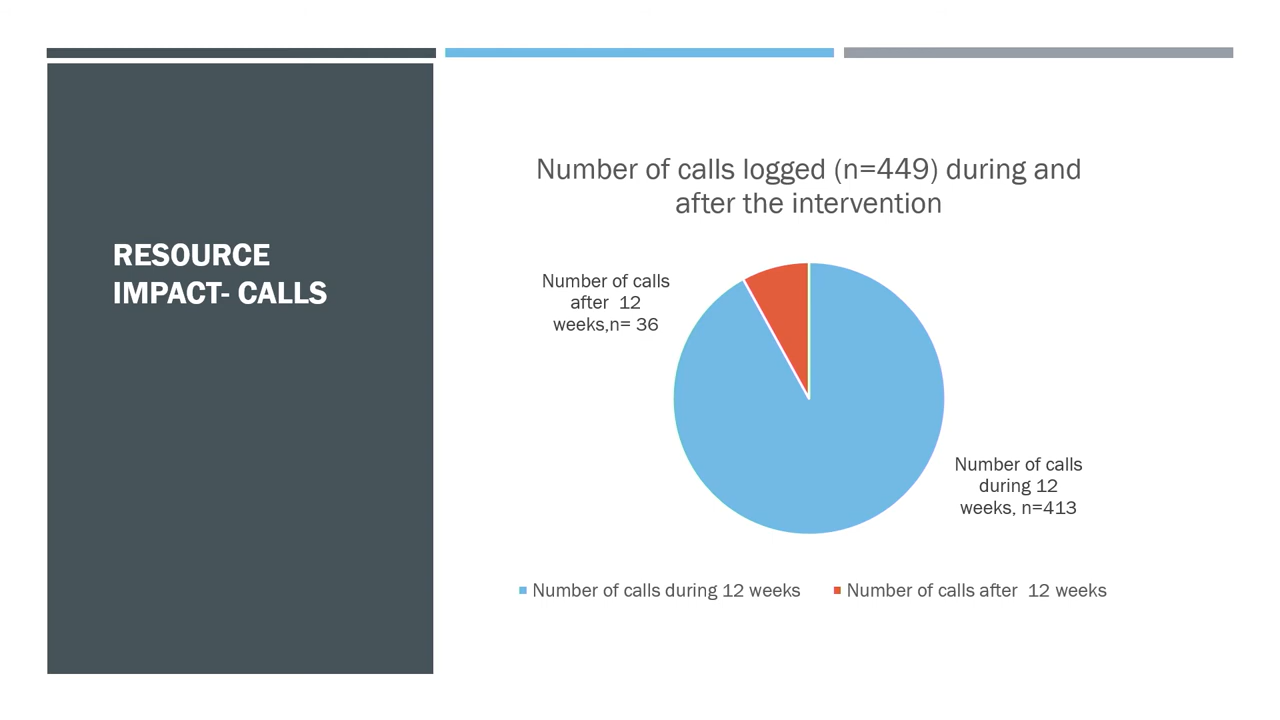 RESOURCE
IMPACT- CALLS
Number of calls logged (n=449) during and
after the intervention
Number of calls
after  12
weeks,n= 36
Number of calls
during 12
weeks, n=413
Number of calls during 12 weeks
Number of calls after  12 weeks